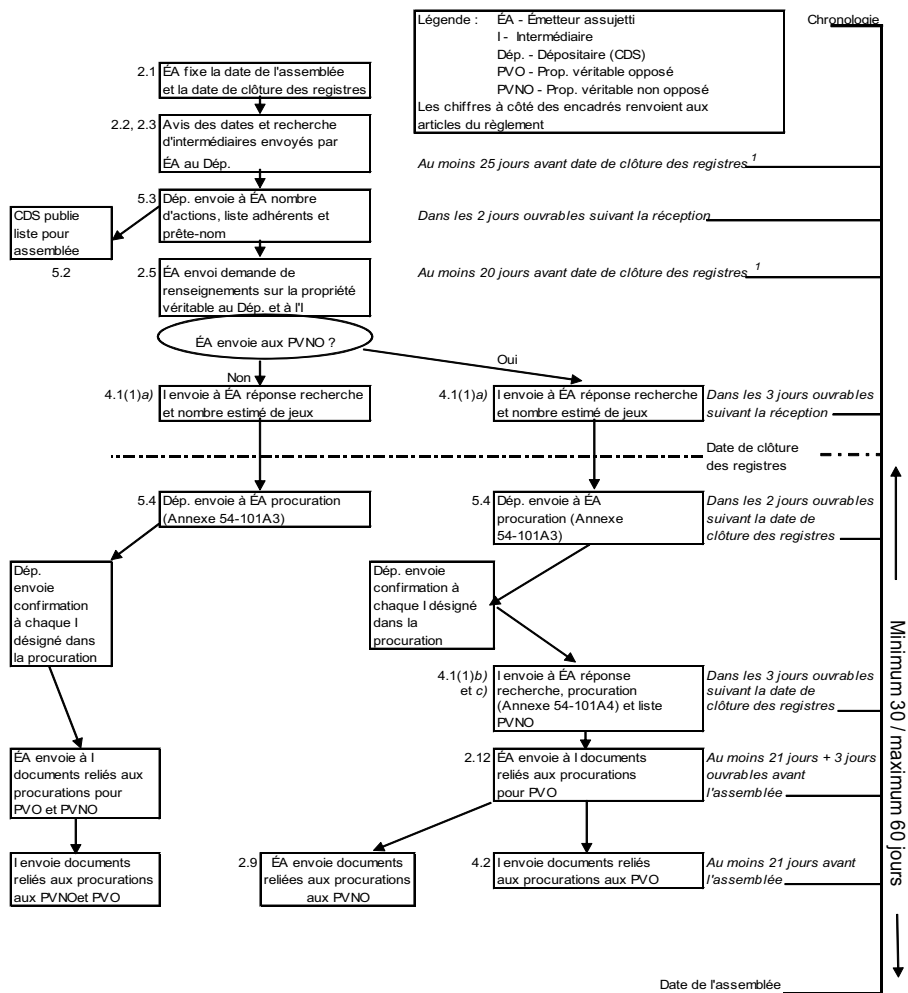 Légende :    ÉA - Émetteur assujetti
I - Intermédiaire
Dép. - Dépositaire (CDS)
PVO - Prop. véritable opposé
PVNO - Prop. véritable non opposé
Les chiffres à côté des encadrés renvoient aux
articles du règlement
Chronologie
2.1 ÉA fixe la date de l'assemblée
et la date de clôture des registres
2.2, 2.3 Avis des dates et recherche
d'intermédiaires envoyés par
ÉA au Dép.
Au moins 25 jours avant date de clôture des registres 1
5.3 Dép. envoie à ÉA nombre
d'actions, liste adhérents et
prête-nom
Dans les 2 jours ouvrables suivant la réception
CDS publie
liste pour
assemblée
5.2
2.5 ÉA envoi demande de
renseignements sur la propriété
véritable au Dép. et à l'I
Au moins 20 jours avant date de clôture des registres 1
ÉA envoie aux PVNO ?
Oui
Non
4.1(1)a) I envoie à ÉA réponse recherche
et nombre estimé de jeux
4.1(1)a) I envoie à ÉA réponse recherche
et nombre estimé de jeux
Dans les 3 jours ouvrables
suivant la réception
Date de clôture
des registres
5.4 Dép. envoie à ÉA procuration
(Annexe 54-101A3)
5.4 Dép. envoie à ÉA
procuration (Annexe
54-101A3)
Dans les 2 jours ouvrables
suivant la date de
clôture des registres
Dép.
envoie
confirmation
à chaque I
désigné dans
la procuration
Dép. envoie
confirmation à
chaque I désigné
dans la
procuration
4.1(1)b)
et c)
I envoie à ÉA réponse
recherche, procuration
(Annexe 54-101A4) et liste
PVNO
Dans les 3 jours ouvrables
suivant la date de
clôture des registres
Minimum 30 / maximum 60 jours
ÉA envoie à I
documents reliés aux
procurations pour
PVO et PVNO
2.12 ÉA envoie à I documents
reliés aux procurations
pour PVO
Au moins 21 jours + 3 jours
ouvrables avant
l'assemblée
I envoie documents
reliés aux procurations
aux PVNOet PVO
2.9 ÉA envoie documents
reliées aux procurations
aux PVNO
4.2 I envoie documents reliés
aux procurations aux PVO
Au moins 21 jours avant
l'assemblée
Date de l'assemblée